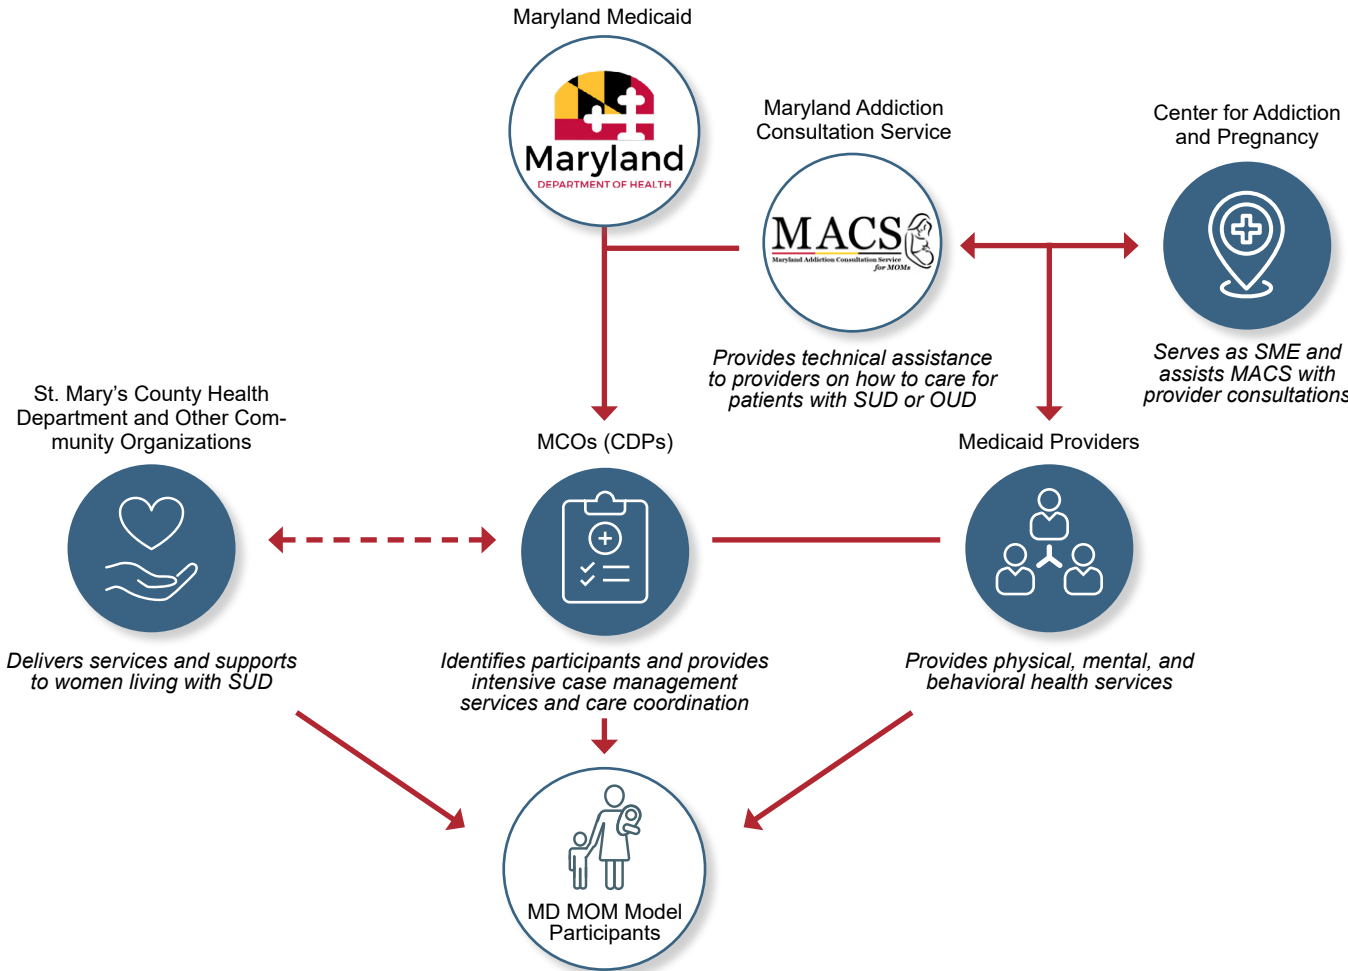 Maryland Medicaid
Maryland
DEPARTMENT OF HEALTH
Maryland Addiction
Consultation Service
MACS
Maryland Addiction Consultation Service
for MOMs
Provides technical assistance
to providers on how to care for
patients with SUD or OUD
Center for Addiction
and Pregnancy
Serves as SME and
assists MACS with
provider consultations
St. Mary’s County Health
Department and Other Com-
munity Organizations
Delivers services and supports
to women living with SUD
MCOs (CDPs)
Identifies participants and provides
intensive case management
services and care coordination
Medicaid Providers
Provides physical, mental, and
behavioral health services
MD MOM Model
Participants